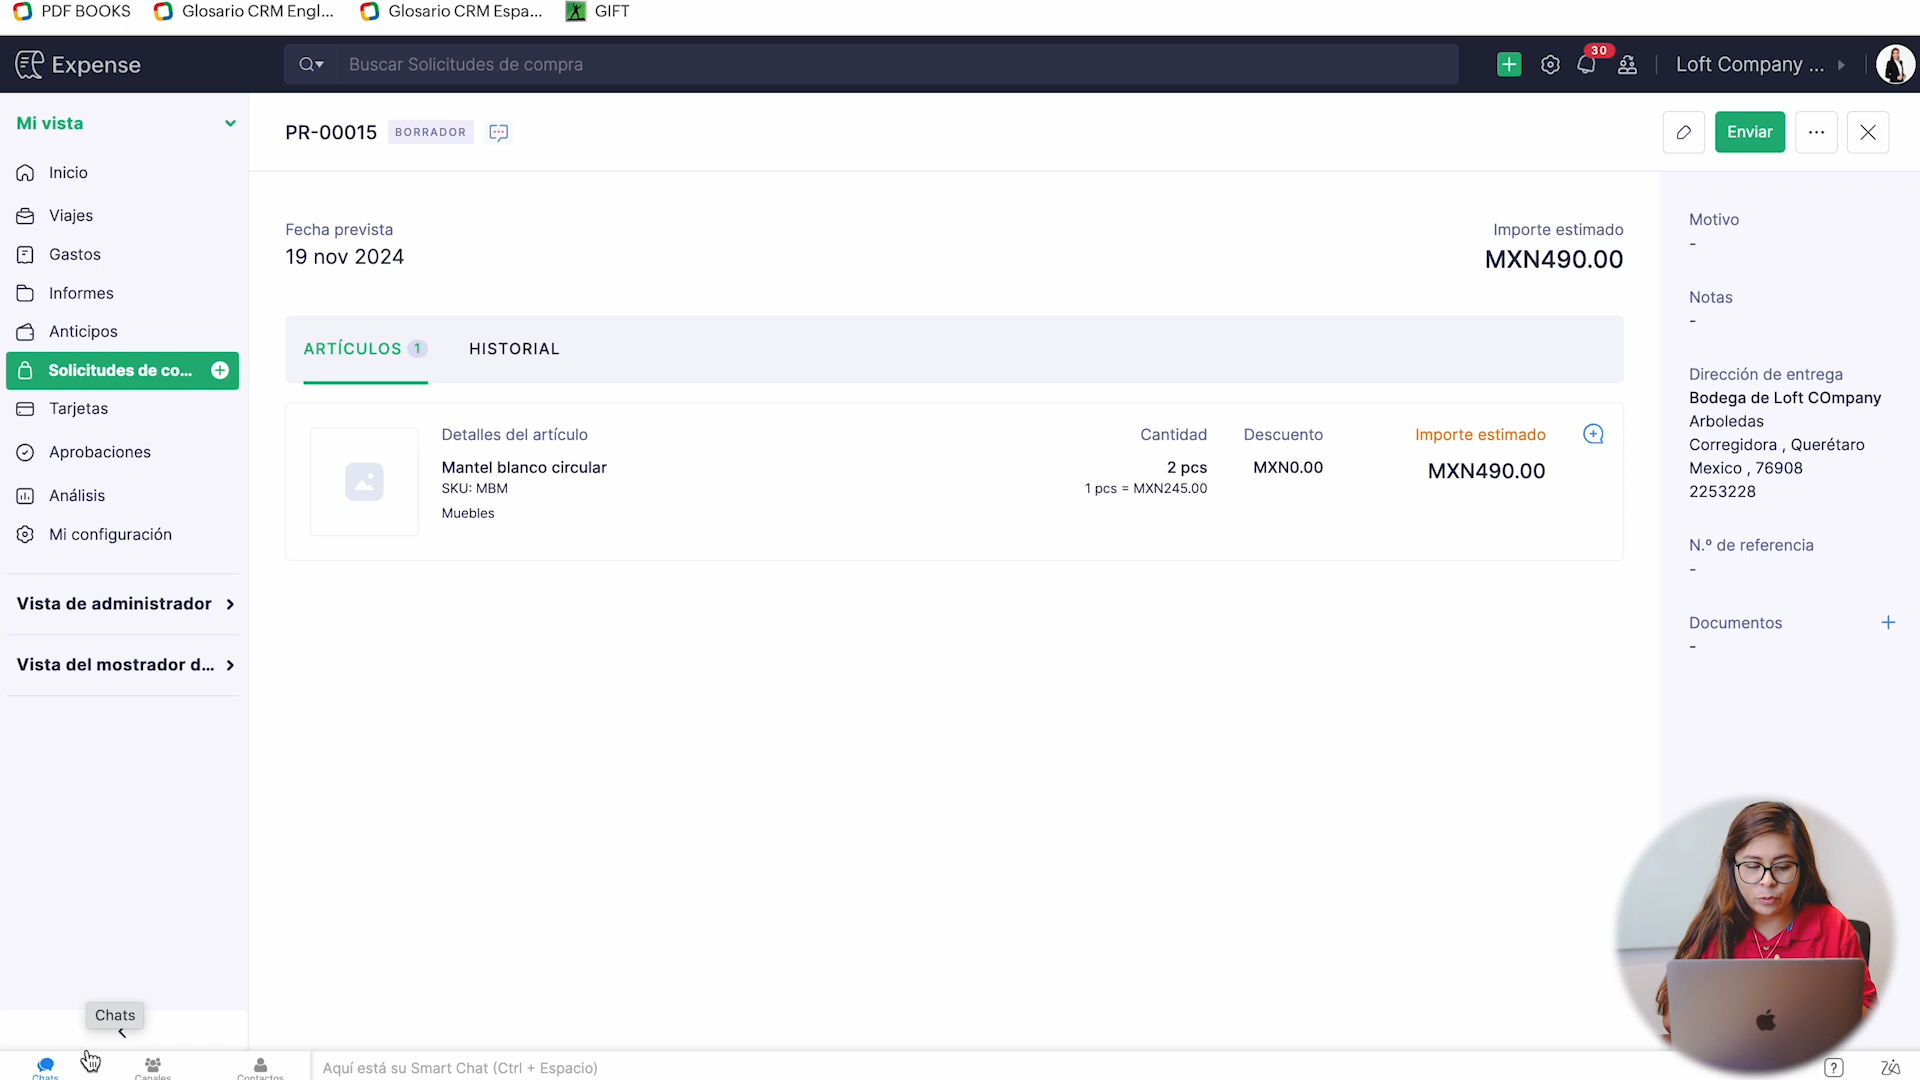 PDF BOOKS
Glosario CRM Engl...
Glosario CRM Espa...
GIFT
Expense
Buscar Solicitudes de compra
30
Loft Company ...
Mi vista
Inicio
Viajes
Gastos
Informes
Anticipos
Solicitudes de co...
Tarjetas
Aprobaciones
Análisis
Mi configuración
Vista de administrador
Vista del mostrador d...
PR-00015
BORRADOR
Enviar
Fecha prevista
19 nov 2024
Importe estimado
MXN490.00
ARTÍCULOS 1
HISTORIAL
Detalles del artículo
Cantidad
Descuento
Importe estimado
Mantel blanco circular
2 pcs
MXN0.00
MXN490.00
SKU: MBM
1 pcs = MXN245.00
Muebles
Motivo
-
Notas
-
Dirección de entrega
Bodega de Loft COmpany
Arboledas
Corregidora , Querétaro
Mexico , 76908
2253228
N.º de referencia
-
Documentos
-
Chats
Chats
Canales
Contactos
Aquí está su Smart Chat (Ctrl + Espacio)